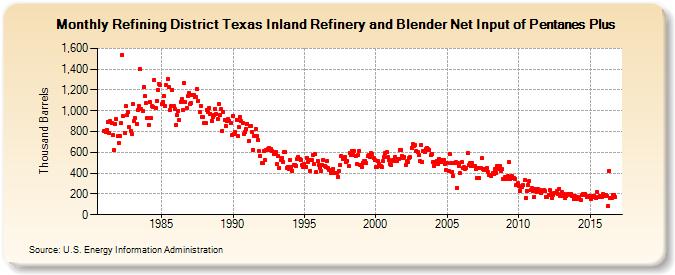 Monthly Refining District Texas Inland Refinery and Blender Net Input of Pentanes Plus
Thousand Barrels
1,600
1,400
1,200
1,000
800
600
400
200
0
1985 1990 1995 2000 2005 2010 2015
Source: U.S. Energy Information Administration